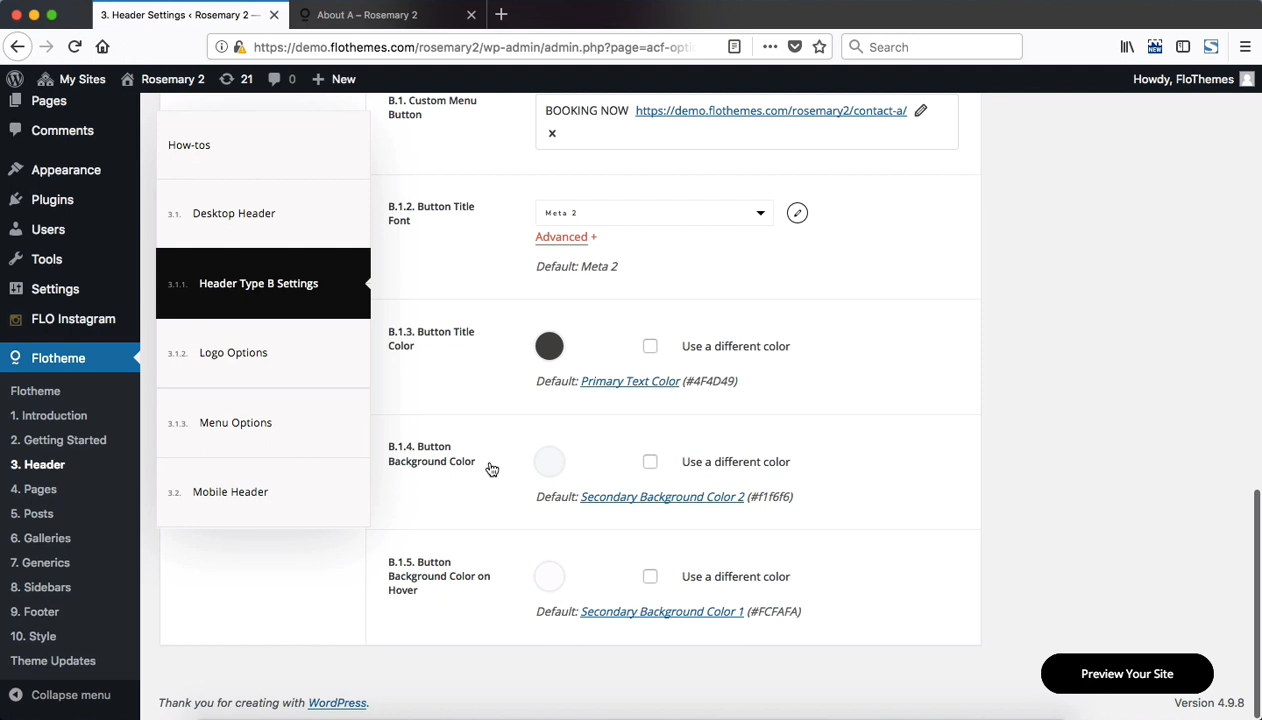 3. Header Settings ‹ Rosemary 2 —
About A – Rosemary 2
https://demo.flothemes.com/rosemary2/wp-admin/admin.php?page=acf-opti
Search
My Sites
Rosemary 2
21
0
New
Howdy, FloThemes
Pages
Comments
Appearance
Plugins
Users
Tools
Settings
FLO Instagram
Flotheme
Flotheme
1. Introduction
2. Getting Started
3. Header
4. Pages
5. Posts
6. Galleries
7. Generics
8. Sidebars
9. Footer
10. Style
Theme Updates
Collapse menu
How-tos
3.1. Desktop Header
3.1.1. Header Type B Settings
3.1.2. Logo Options
3.1.3. Menu Options
3.2. Mobile Header
B.1. Custom Menu
Button
BOOKING NOW https://demo.flothemes.com/rosemary2/contact-a/
B.1.2. Button Title
Font
Meta 2
Advanced +
Default: Meta 2
B.1.3. Button Title
Color
Use a different color
Default: Primary Text Color (#4F4D49)
B.1.4. Button
Background Color
Use a different color
Default: Secondary Background Color 2 (#f1f6f6)
B.1.5. Button
Background Color on
Hover
Use a different color
Default: Secondary Background Color 1 (#FCFAFA)
Preview Your Site
Thank you for creating with WordPress.
Version 4.9.8